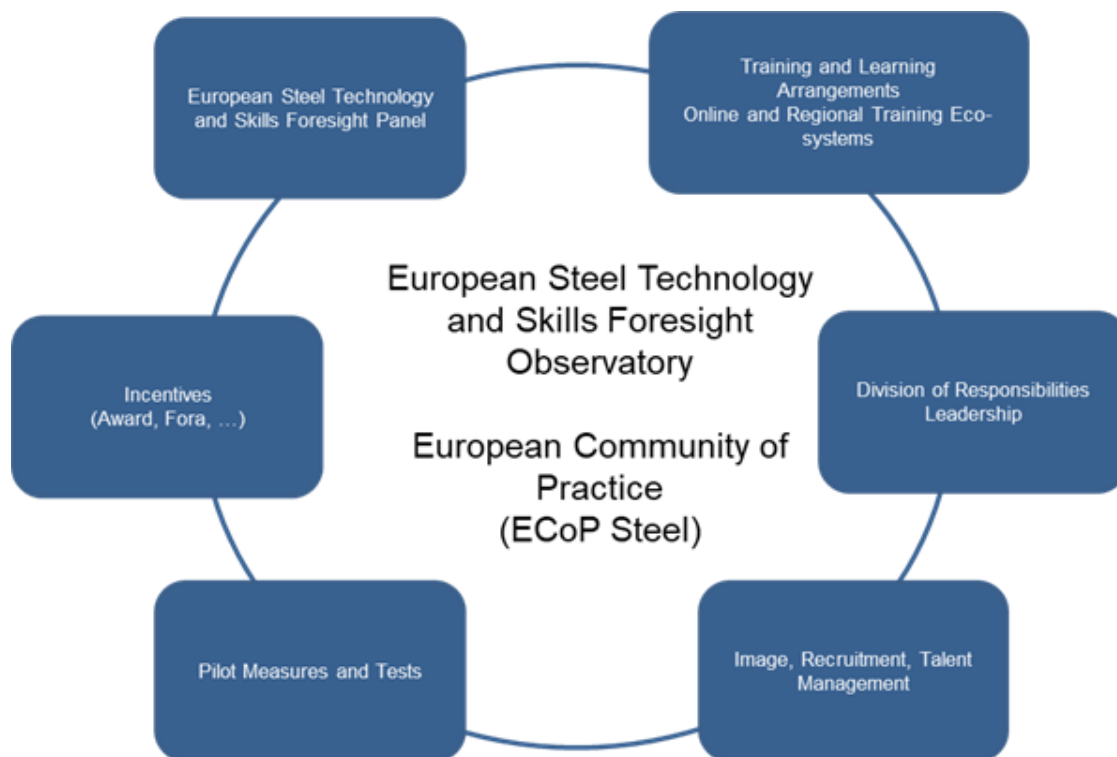 European Steel Technology
and Skills Foresight Panel
Training and Learning
Arrangements
Online and Regional Training Eco-
systems
European Steel Technology
and Skills Foresight
Observatory
Incentives
(Award, Fora, ...)
Division of Responsibilities
Leadership
European Community of
Practice
(ECoP Steel)
Pilot Measures and Tests
Image, Recruitment, Talent
Management